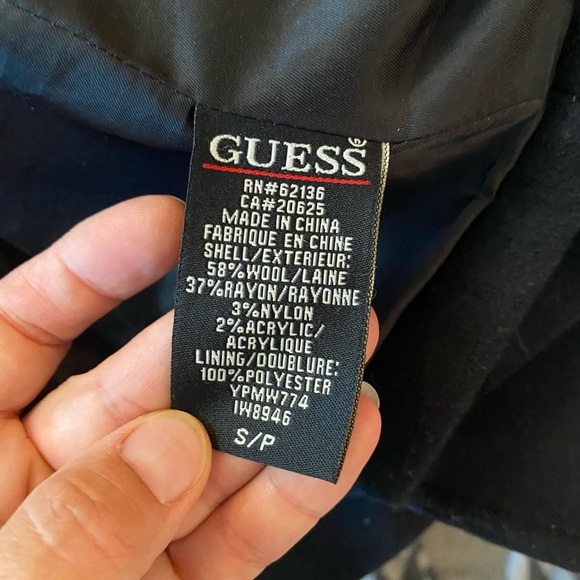 GUESS
RN#62136
CA#20625
MADE IN CHINA
FABRIQUE EN CHINE
SHELL/EXTERIEUR:
58%WOOL/LAINE
37%RAYON/RAYONNE
3%NYLON
2%ACRYLIC/
ACRYLIQUE
LINING/DOUBLURE:
100%POLYESTER
YPMW774
IW8946
S/P